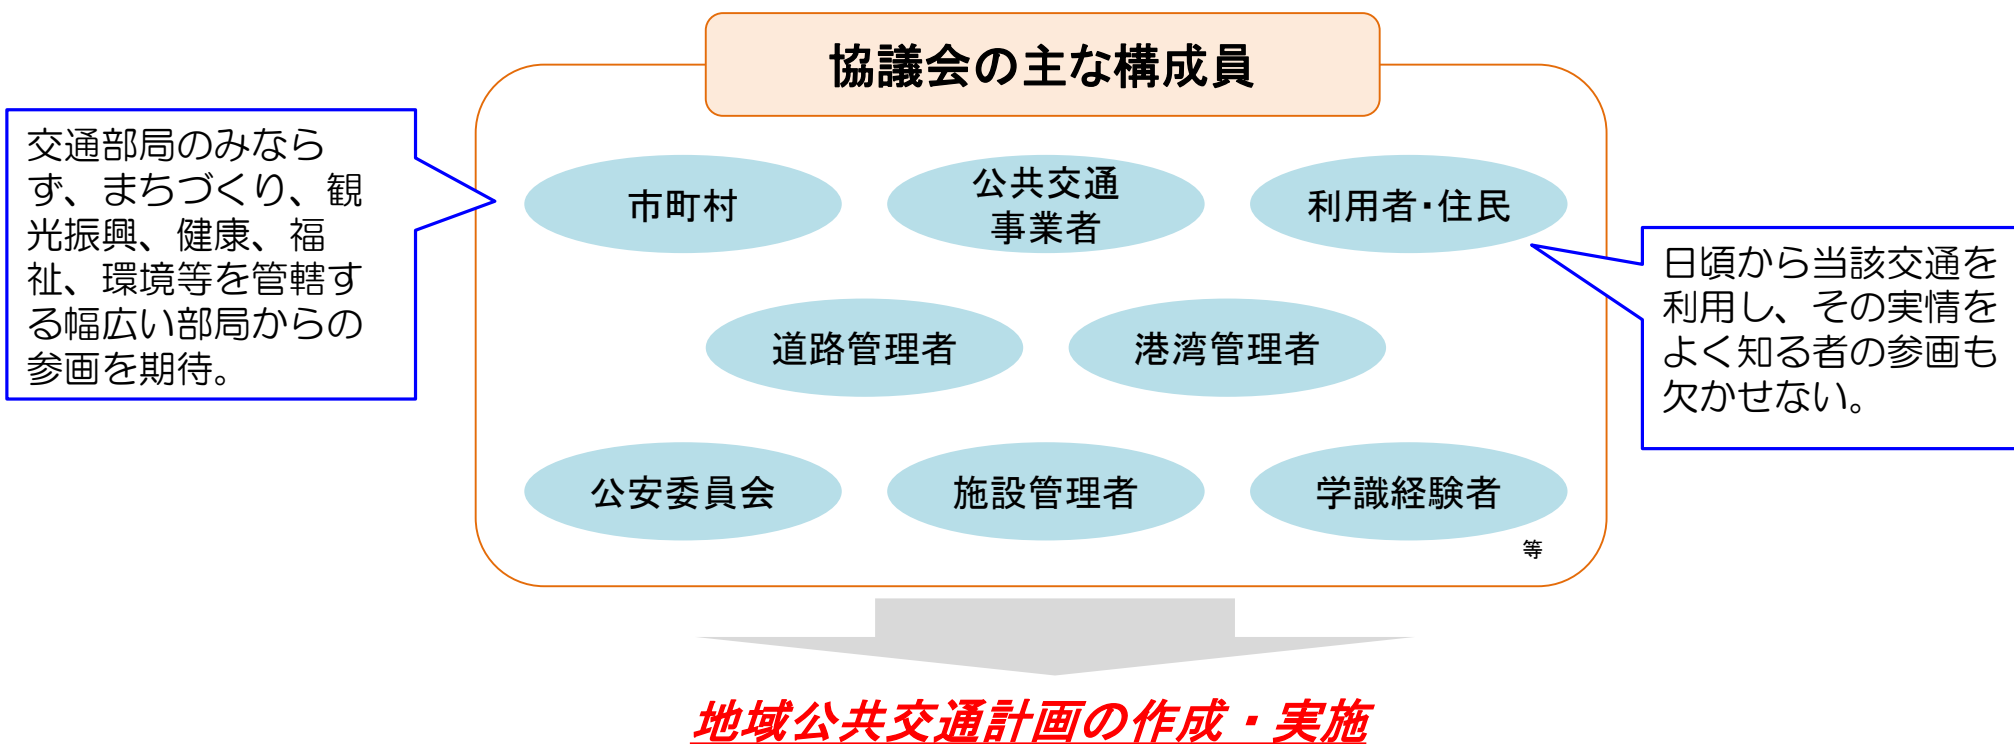 協議会の主な構成員
交通部局のみなら
ず、まちづくり、観
光振興、健康、福
祉、環境等を管轄す
る幅広い部局からの
参画を期待。
市町村
公共交通
事業者
利用者・住民
日頃から当該交通を
利用し、その実情を
よく知る者の参画も
欠かせない。
道路管理者
港湾管理者
公安委員会
施設管理者
学識経験者
等
地域公共交通計画の作成・実施